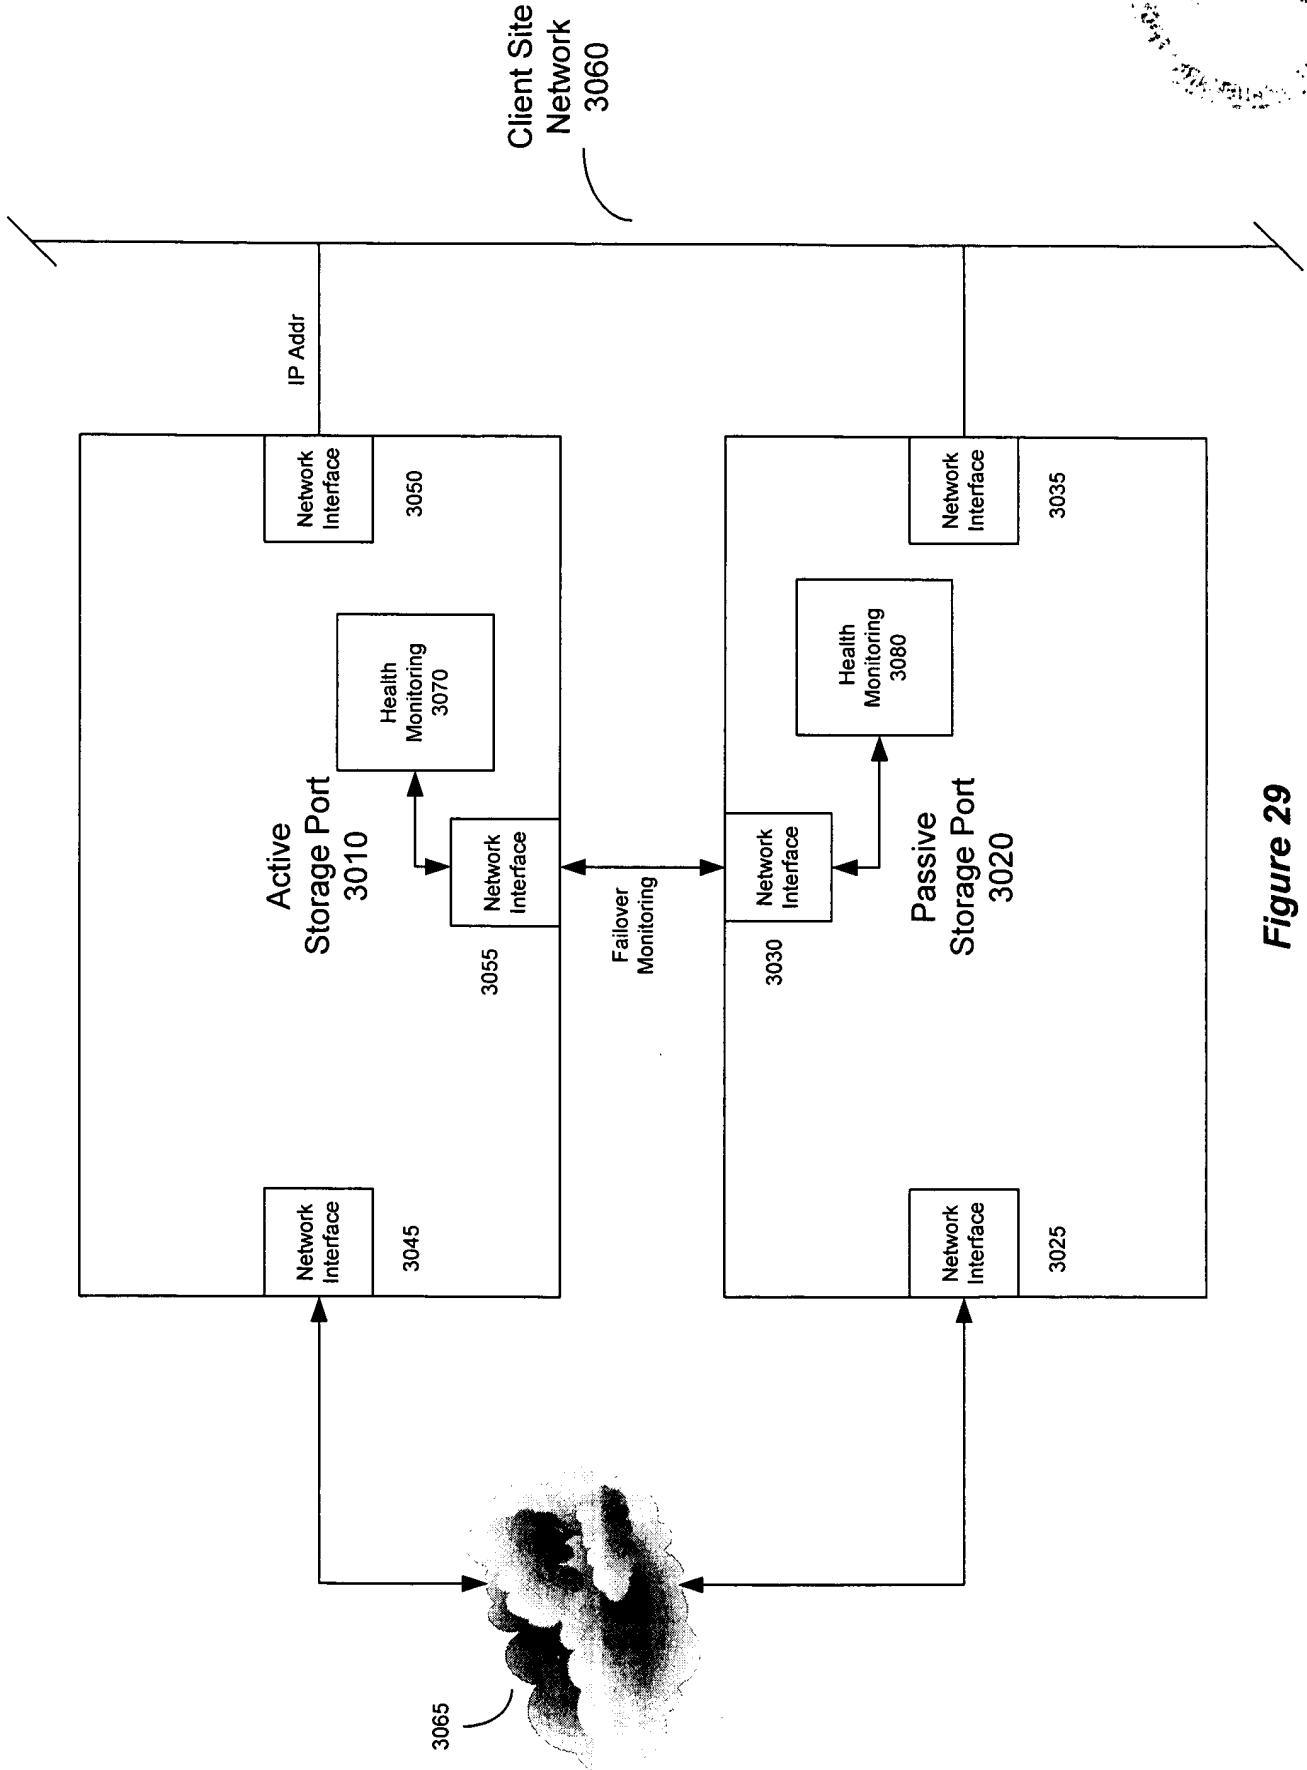 3065
Network
Interface
3045
Active
Storage Port
3010
Network
Interface
3055
Health
Monitoring
3070
Network
Interface
3050
IP Addr
Client Site
Network
3060
Failover
Monitoring
Network
Interface
3025
Network
Interface
3030
Passive
Storage Port
3020
Health
Monitoring
3080
Network
Interface
3035
Figure 29